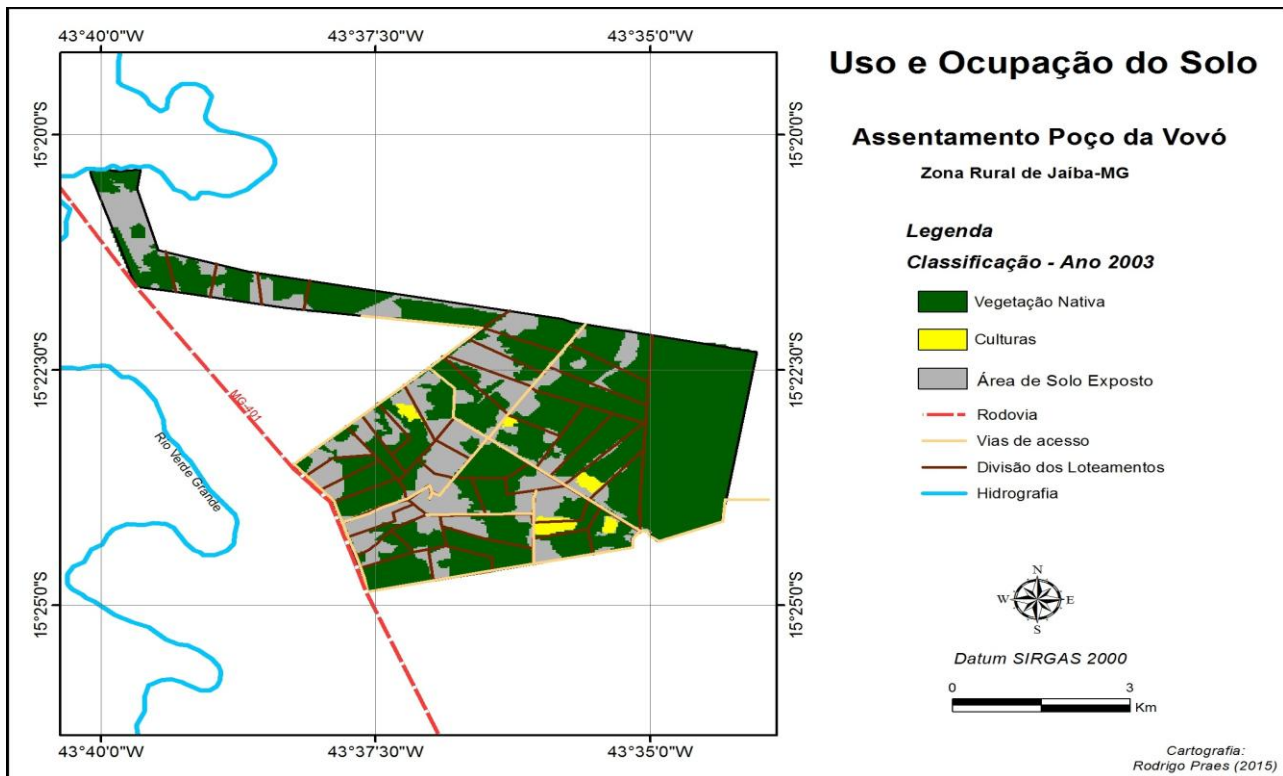 43°40'0"W 43°37'30"W 43°35'0"W
15°20'0"S 15°20'0"S
15°22'30"S 15°22'30"S
MG-401
Rio Verde Grande
15°25'0"S 15°25'0"S
43°40'0"W 43°37'30"W 43°35'0"W
Uso e Ocupação do Solo
Assentamento Poço da Vovó
Zona Rural de Jaíba-MG
Legenda
Classificação - Ano 2003
Vegetação Nativa
Culturas
Área de Solo Exposto
Rodovia
Vias de acesso
Divisão dos Loteamentos
Hidrografia
N
W E
S
Datum SIRGAS 2000
0 3
Km
Cartografia:
Rodrigo Praes (2015)